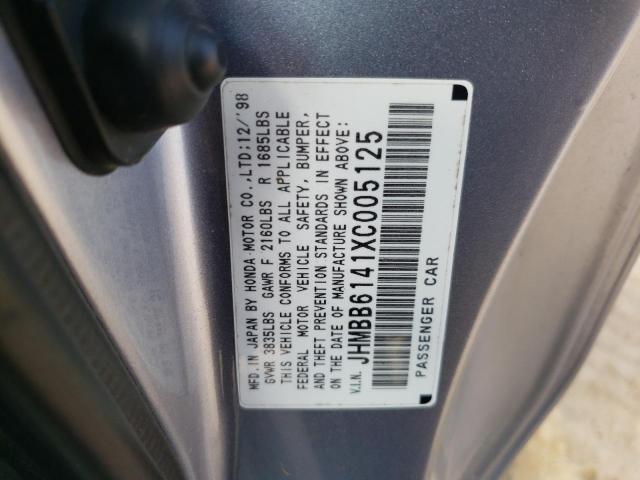 MFD. IN JAPAN BY HONDA MOTOR CO.,LTD:12/'98
GVWR 3835LBS GAWR F 2160LBS R 1685LBS
THIS VEHICLE CONFORMS TO ALL APPLICABLE
FEDERAL MOTOR VEHICLE SAFETY, BUMPER,
AND THEFT PREVENTION STANDARDS IN EFFECT
ON THE DATE OF MANUFACTURE SHOWN ABOVE:
V.I.N. JHMBB6141XC005125
PASSENGER CAR